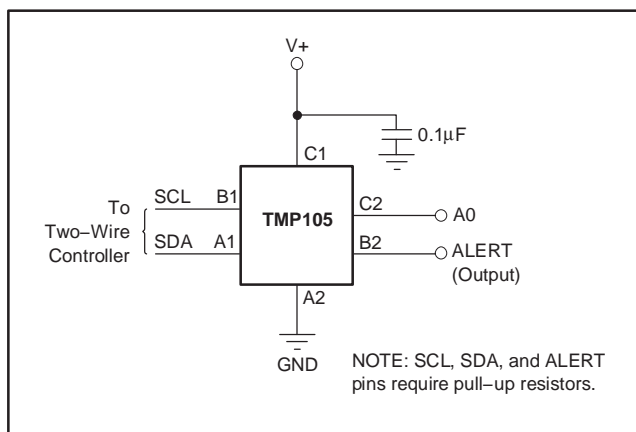 V+
0.1µF
C1
To
Two−Wire
Controller
SCL
B1
SDA
A1
TMP105
C2
A0
B2
ALERT
(Output)
A2
GND
NOTE: SCL, SDA, and ALERT
pins require pull−up resistors.